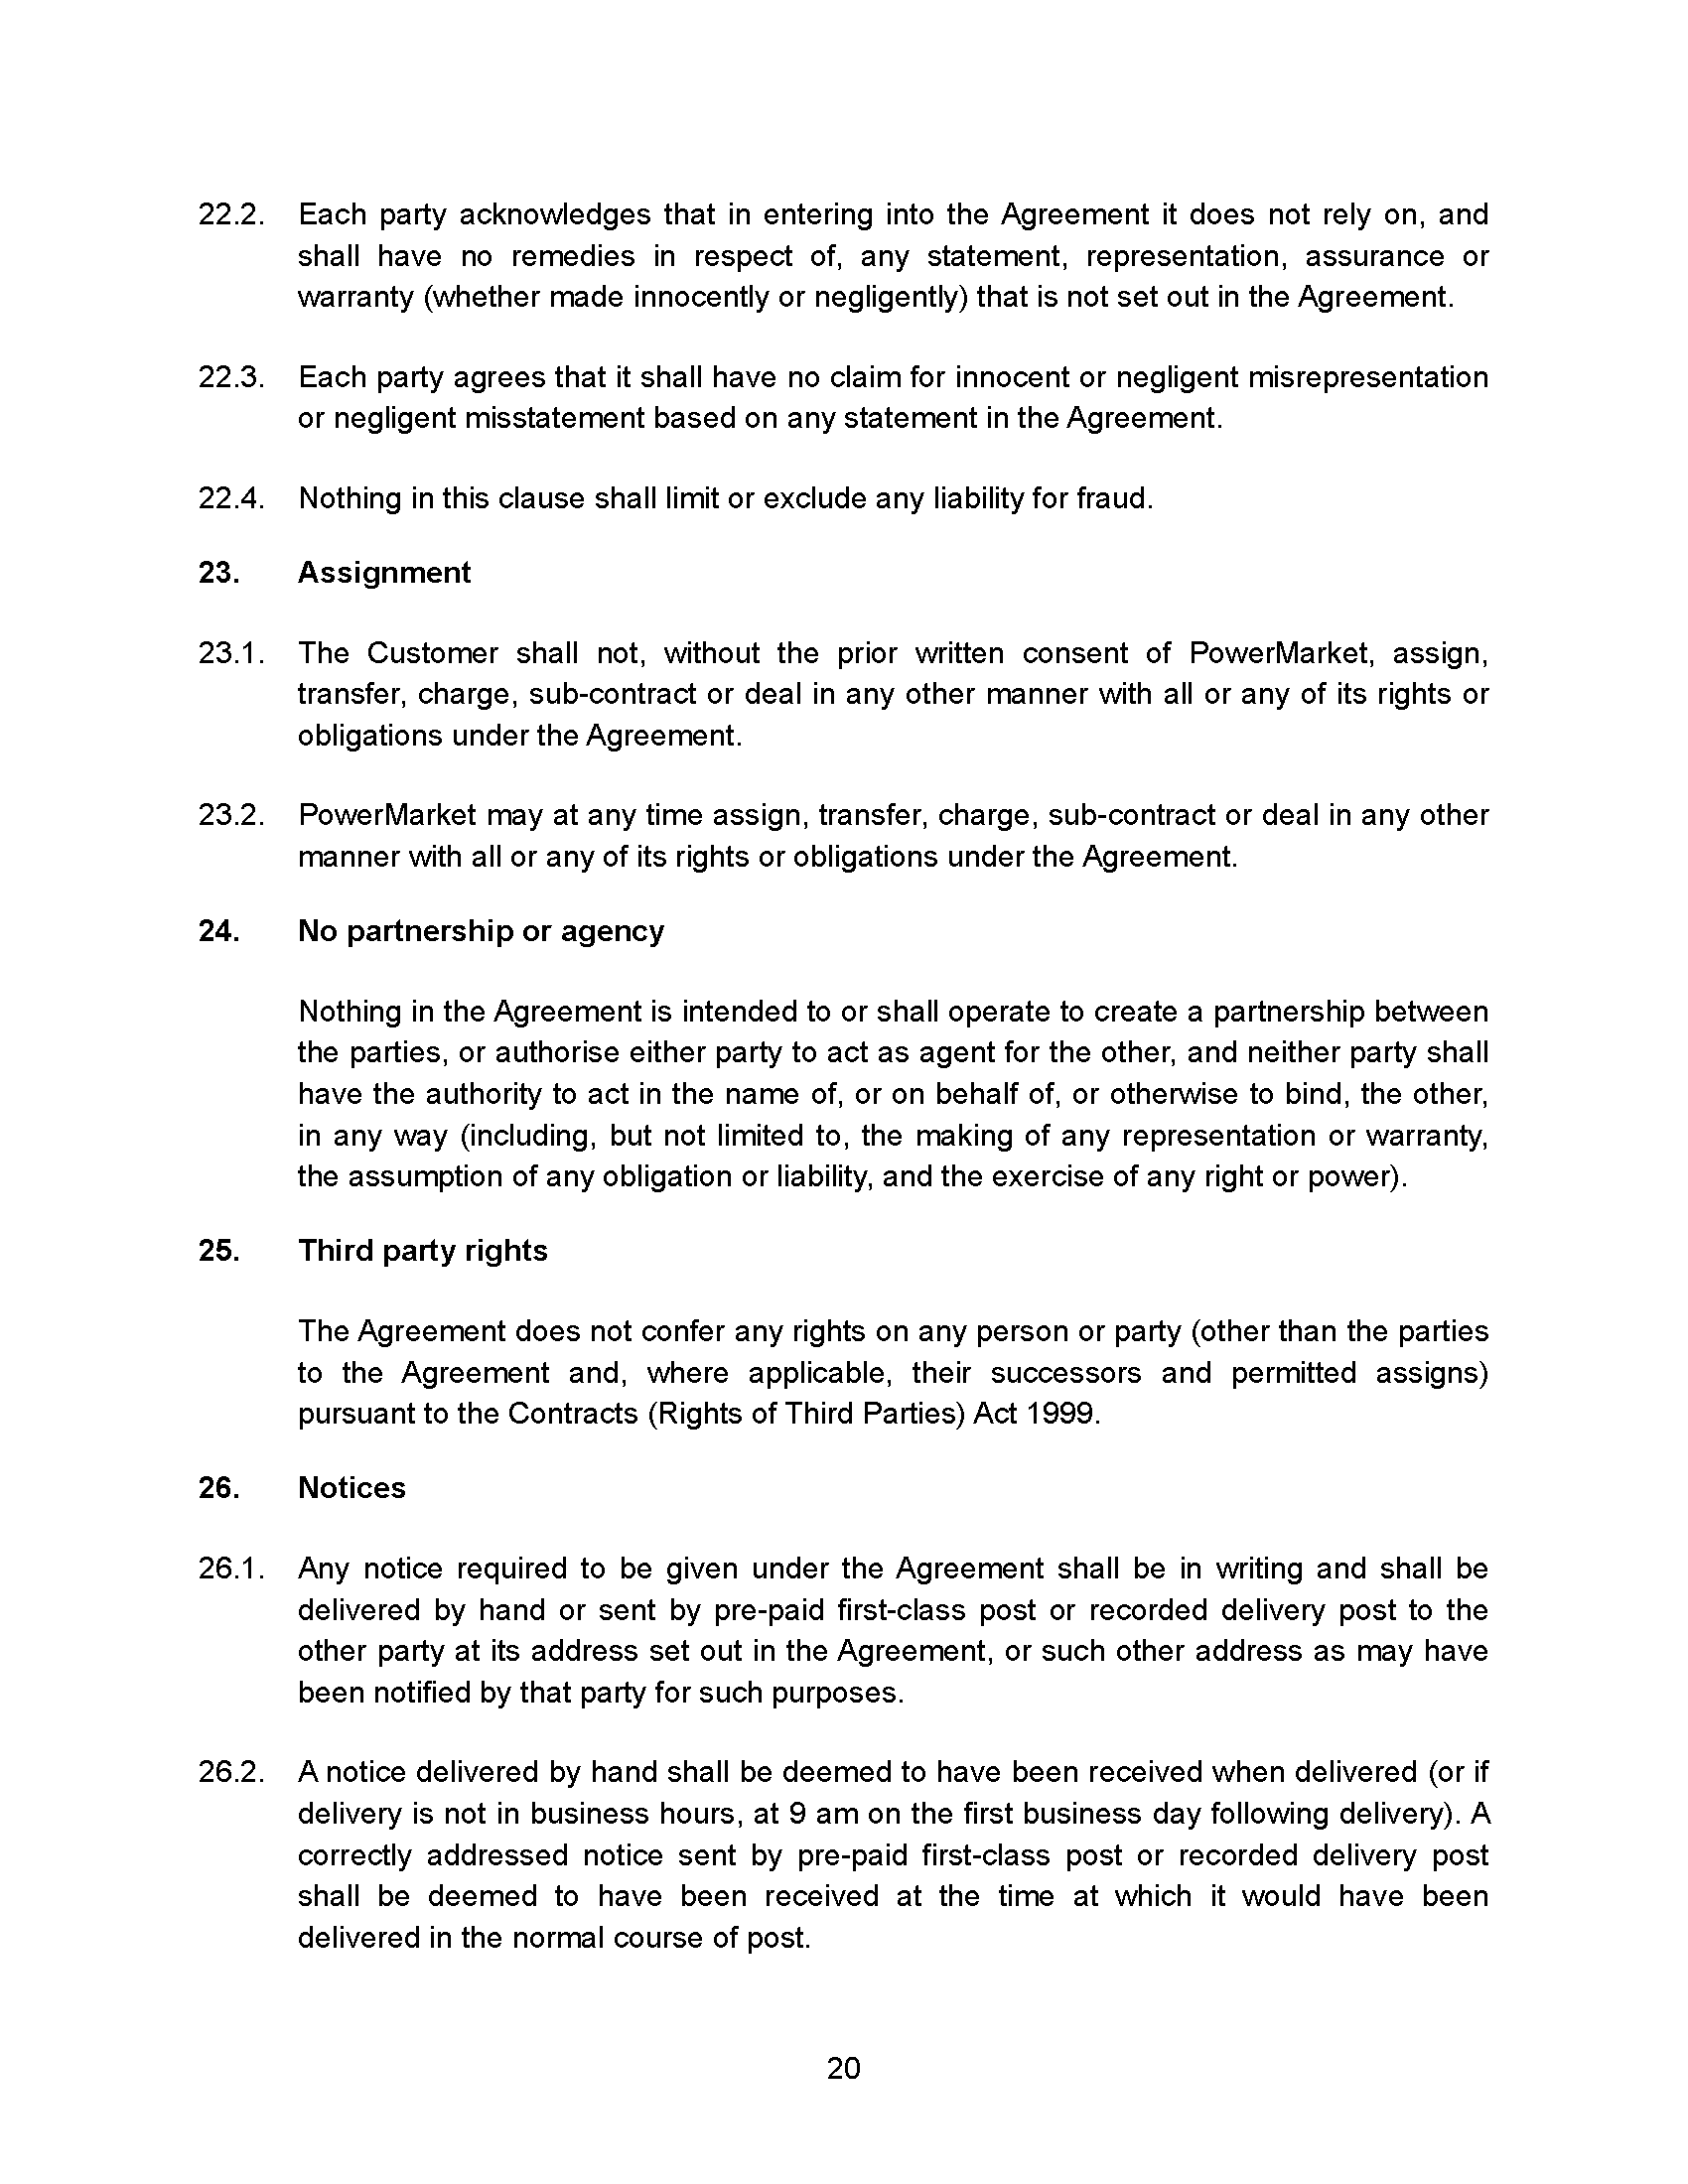 22.2. Each party acknowledges that in entering into the Agreement it does not rely on, and
shall have no remedies in respect of, any statement, representation, assurance or
warranty (whether made innocently or negligently) that is not set out in the Agreement.
22.3. Each party agrees that it shall have no claim for innocent or negligent misrepresentation
or negligent misstatement based on any statement in the Agreement.
22.4. Nothing in this clause shall limit or exclude any liability for fraud.
23. Assignment
23.1. The Customer shall not, without the prior written consent of PowerMarket, assign,
transfer, charge, sub-contract or deal in any other manner with all or any of its rights or
obligations under the Agreement.
23.2. PowerMarket may at any time assign, transfer, charge, sub-contract or deal in any other
manner with all or any of its rights or obligations under the Agreement.
24. No partnership or agency
Nothing in the Agreement is intended to or shall operate to create a partnership between
the parties, or authorise either party to act as agent for the other, and neither party shall
have the authority to act in the name of, or on behalf of, or otherwise to bind, the other,
in any way (including, but not limited to, the making of any representation or warranty,
the assumption of any obligation or liability, and the exercise of any right or power).
25. Third party rights
The Agreement does not confer any rights on any person or party (other than the parties
to the Agreement and, where applicable, their successors and permitted assigns)
pursuant to the Contracts (Rights of Third Parties) Act 1999.
26. Notices
26.1. Any notice required to be given under the Agreement shall be in writing and shall be
delivered by hand or sent by pre-paid first-class post or recorded delivery post to the
other party at its address set out in the Agreement, or such other address as may have
been notified by that party for such purposes.
26.2. A notice delivered by hand shall be deemed to have been received when delivered (or if
delivery is not in business hours, at 9 am on the first business day following delivery). A
correctly addressed notice sent by pre-paid first-class post or recorded delivery post
shall be deemed to have been received at the time at which it would have been
delivered in the normal course of post.
20